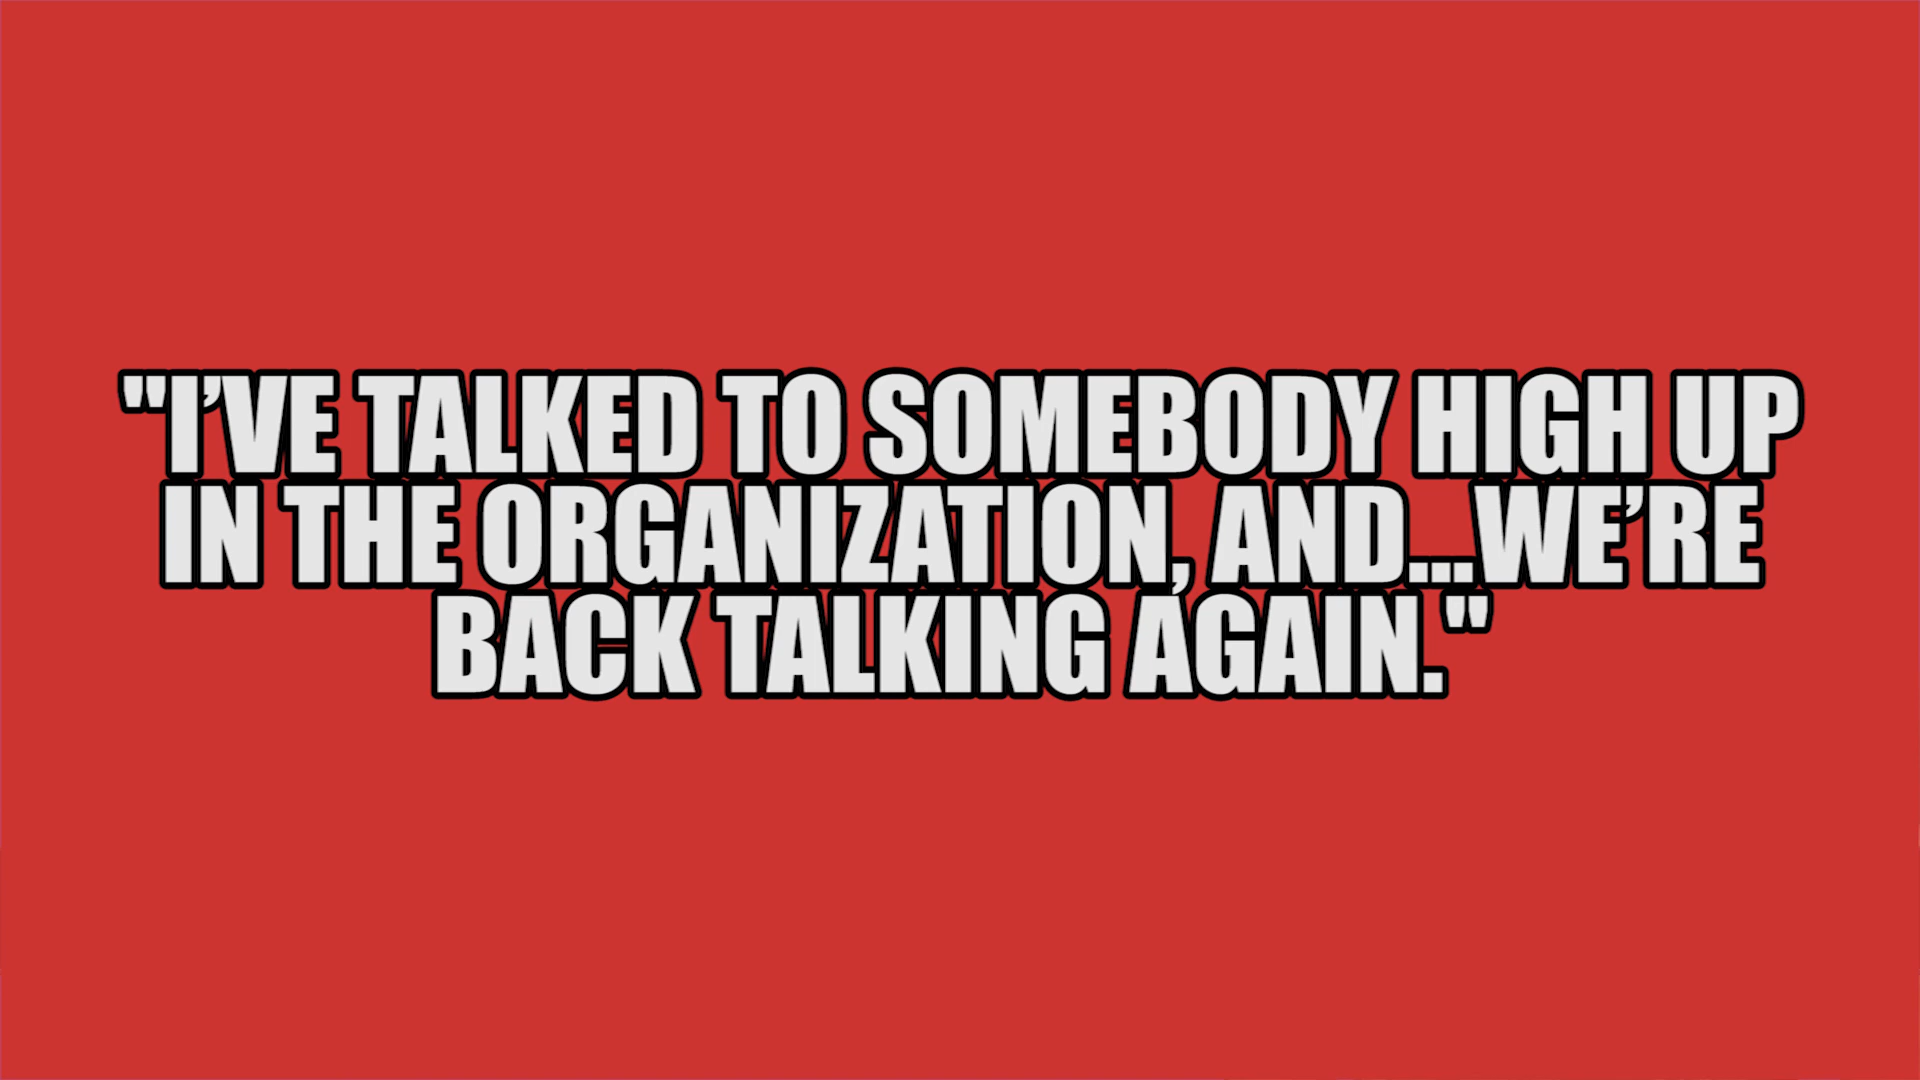 "I’VE TALKED TO SOMEBODY HIGH UP
IN THE ORGANIZATION, AND...WE’RE
BACK TALKING AGAIN."